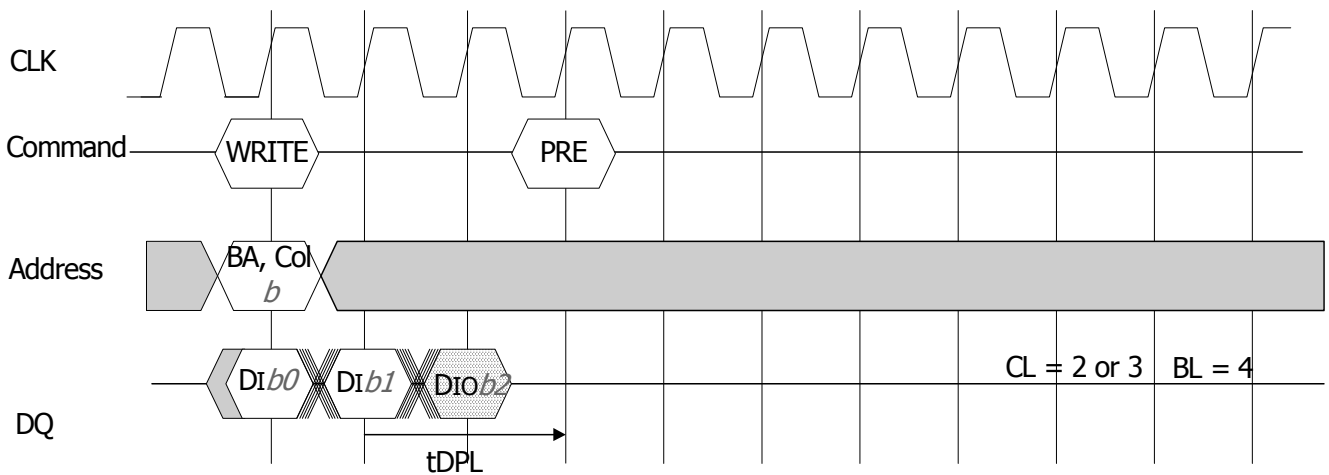 CLK
Command
WRITE
PRE
Address
BA, Col
b
DIb0
DIb1
DIOb2
CL = 2 or 3 BL = 4
DQ
tDPL